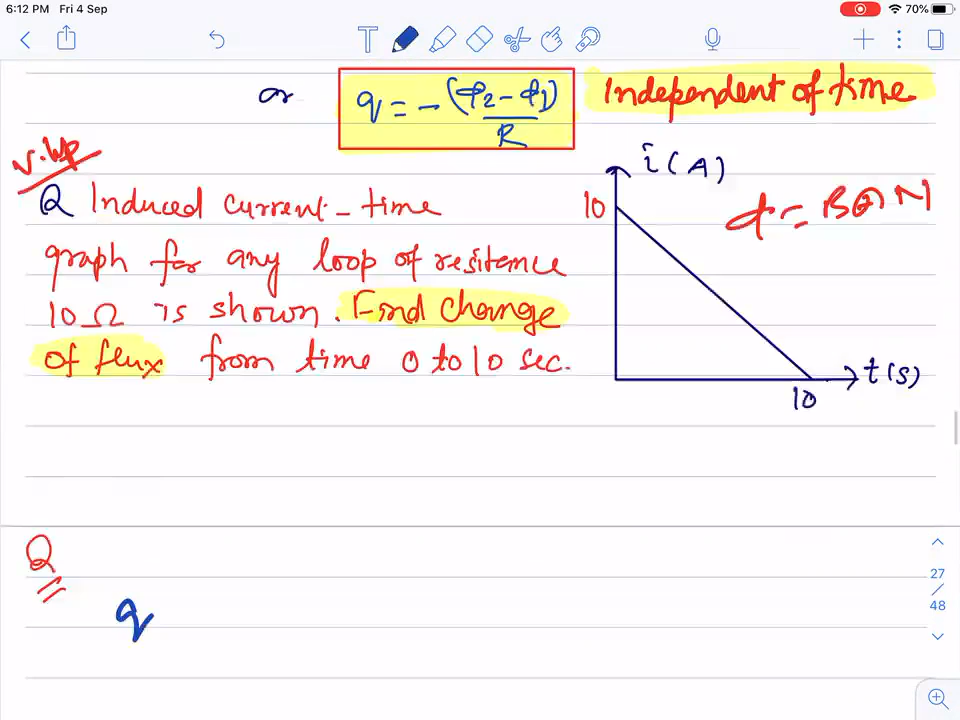 6:12 PM Fri 4 Sep
70%
or q = - (φ2 - φ1) / R
Independent of time
V.Imp
Q Induced current - time
graph for any loop of resitence
10 Ω is shown. Find change
of flux from time 0 to 10 sec.
i (A)
10
t (s)
10
Q
q
27
/
48